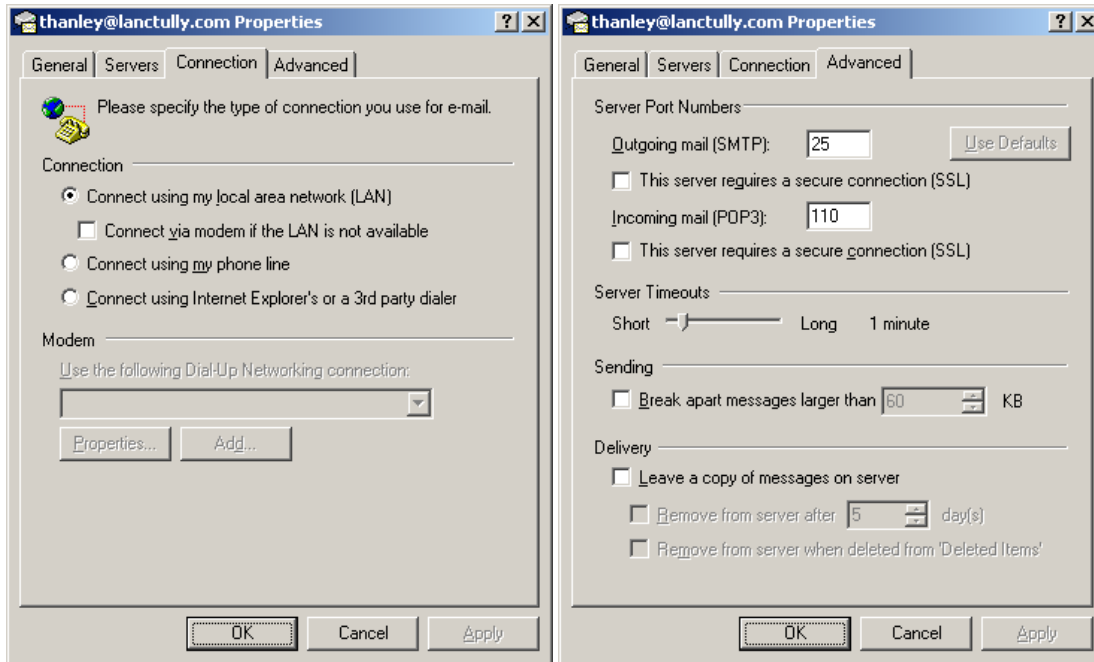 thanley@lanctully.com Properties
General Servers Connection Advanced
Please specify the type of connection you use for e-mail.
Connection
Connect using my local area network (LAN)
Connect via modem if the LAN is not available
Connect using my phone line
Connect using Internet Explorer's or a 3rd party dialer
Modem
Use the following Dial-Up Networking connection:
Properties... Add...
OK Cancel Apply
thanley@lanctully.com Properties
General Servers Connection Advanced
Server Port Numbers
Outgoing mail (SMTP): 25 Use Defaults
This server requires a secure connection (SSL)
Incoming mail (POP3): 110
This server requires a secure connection (SSL)
Server Timeouts
Short Long 1 minute
Sending
Break apart messages larger than 60 KB
Delivery
Leave a copy of messages on server
Remove from server after 5 day(s)
Remove from server when deleted from 'Deleted Items'
OK Cancel Apply